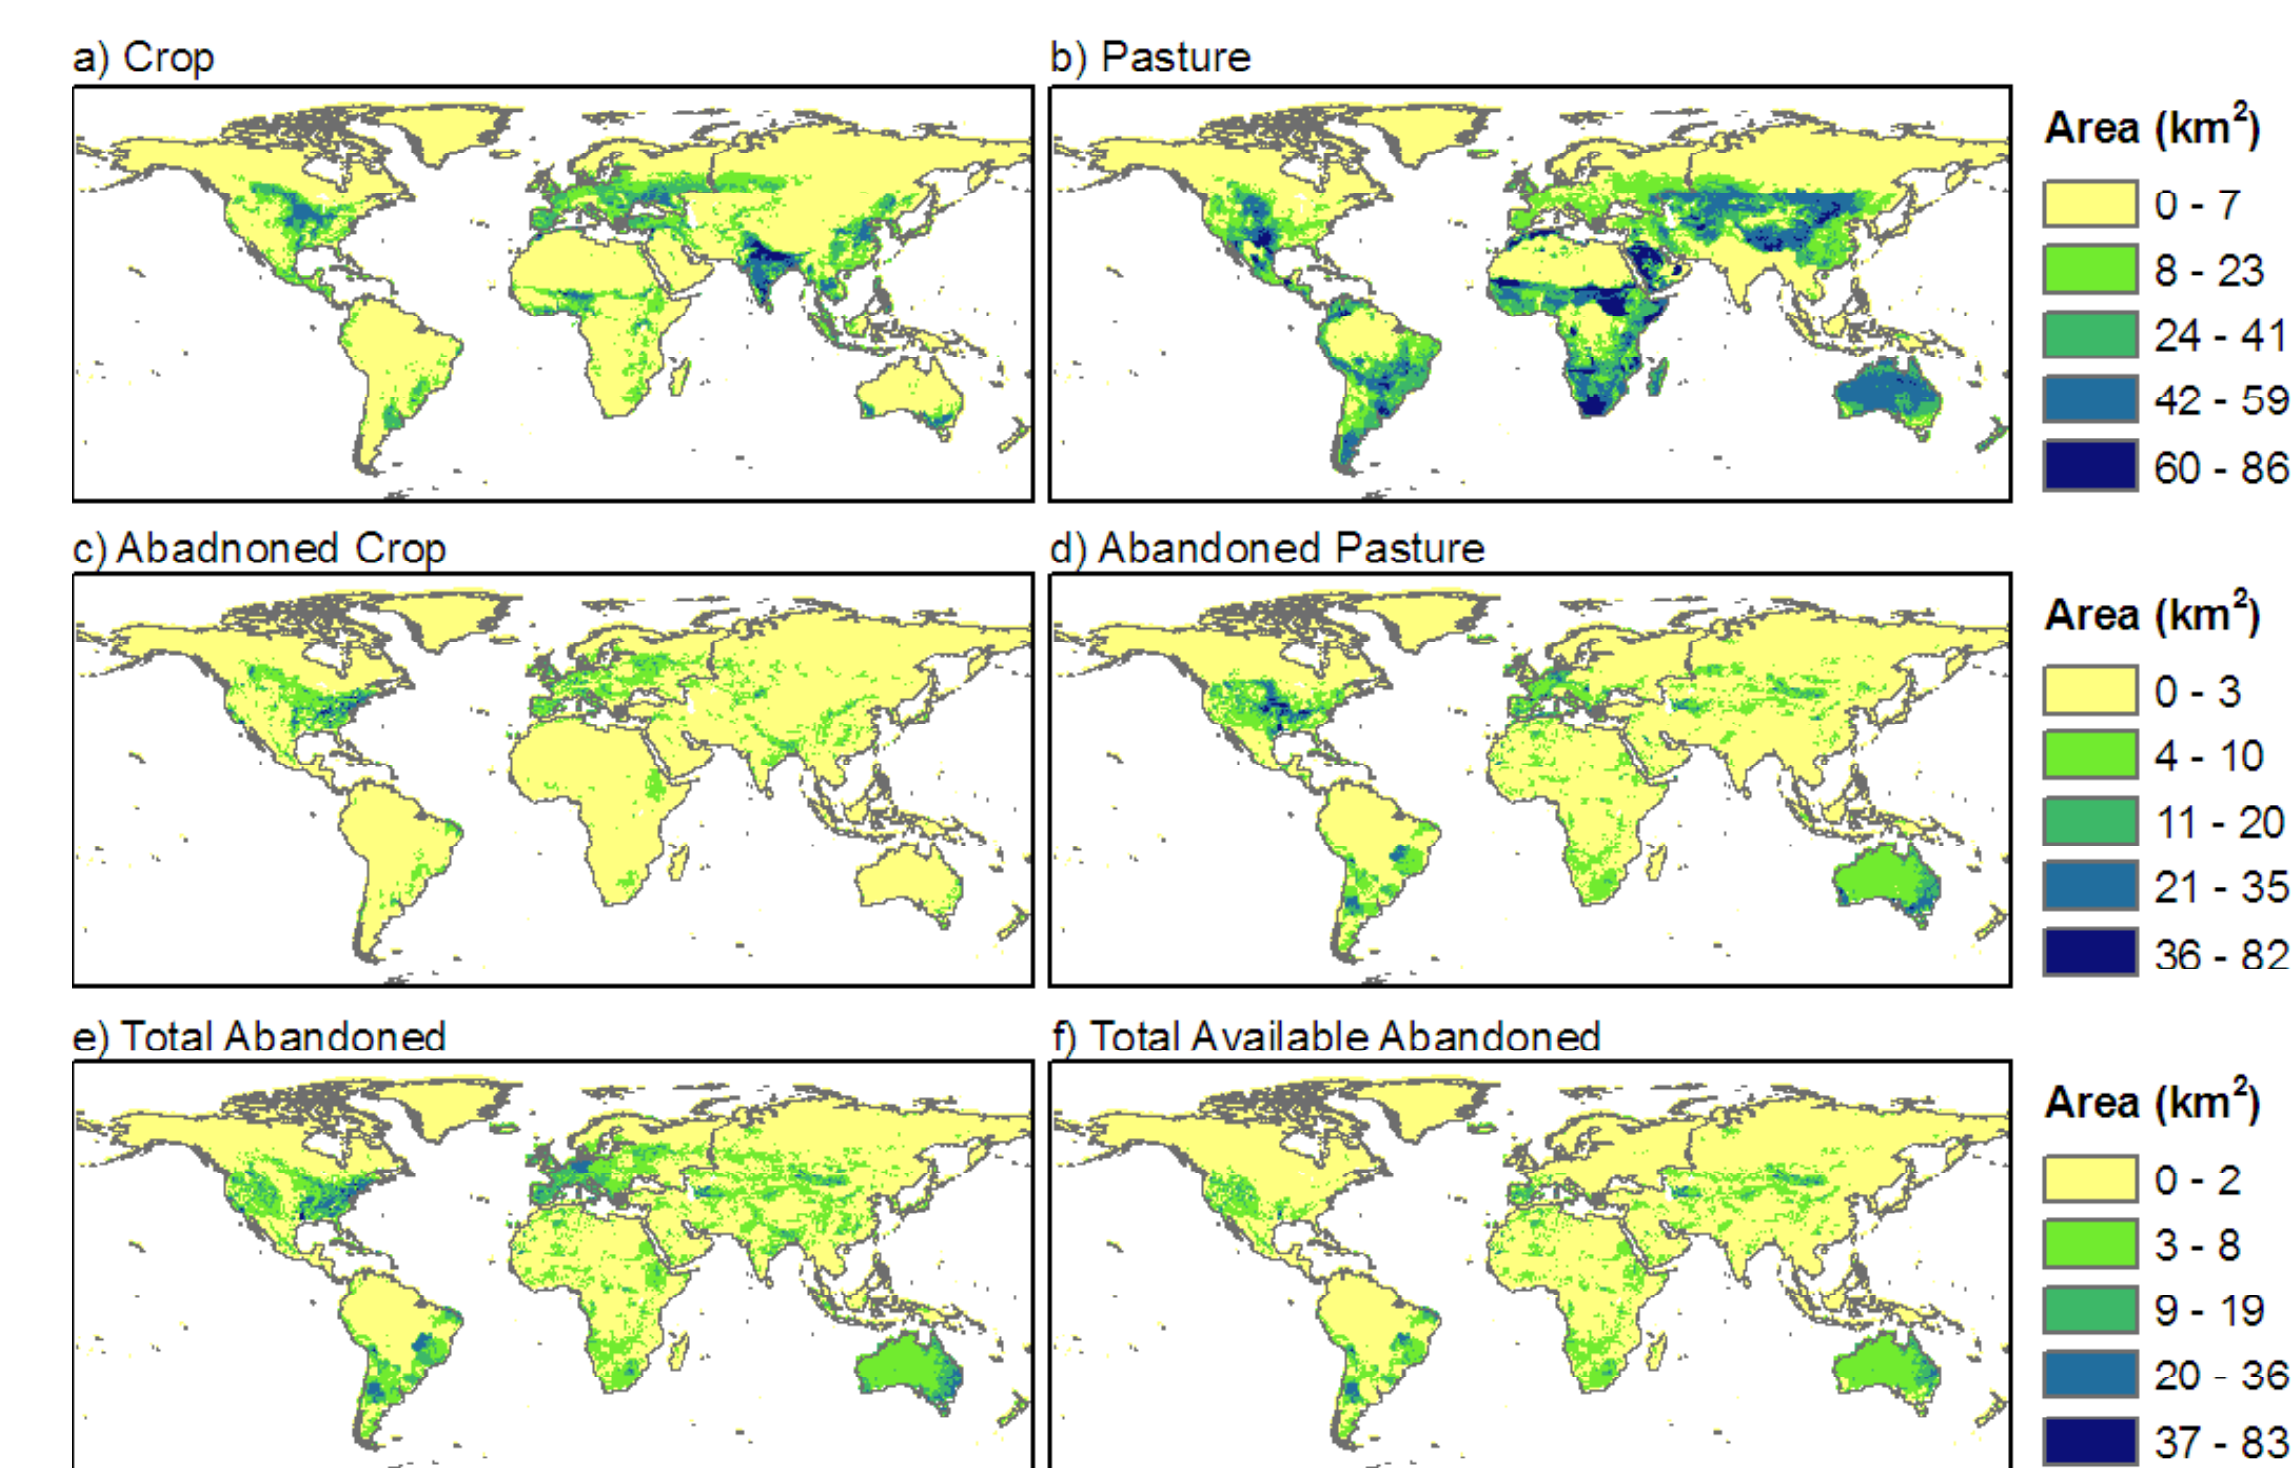 a) Crop
b) Pasture
Area (km²)
0 - 7
8 - 23
24 - 41
42 - 59
60 - 86
c) Abadnoned Crop
d) Abandoned Pasture
Area (km²)
0 - 3
4 - 10
11 - 20
21 - 35
36 - 82
e) Total Abandoned
f) Total Available Abandoned
Area (km²)
0 - 2
3 - 8
9 - 19
20 - 36
37 - 83